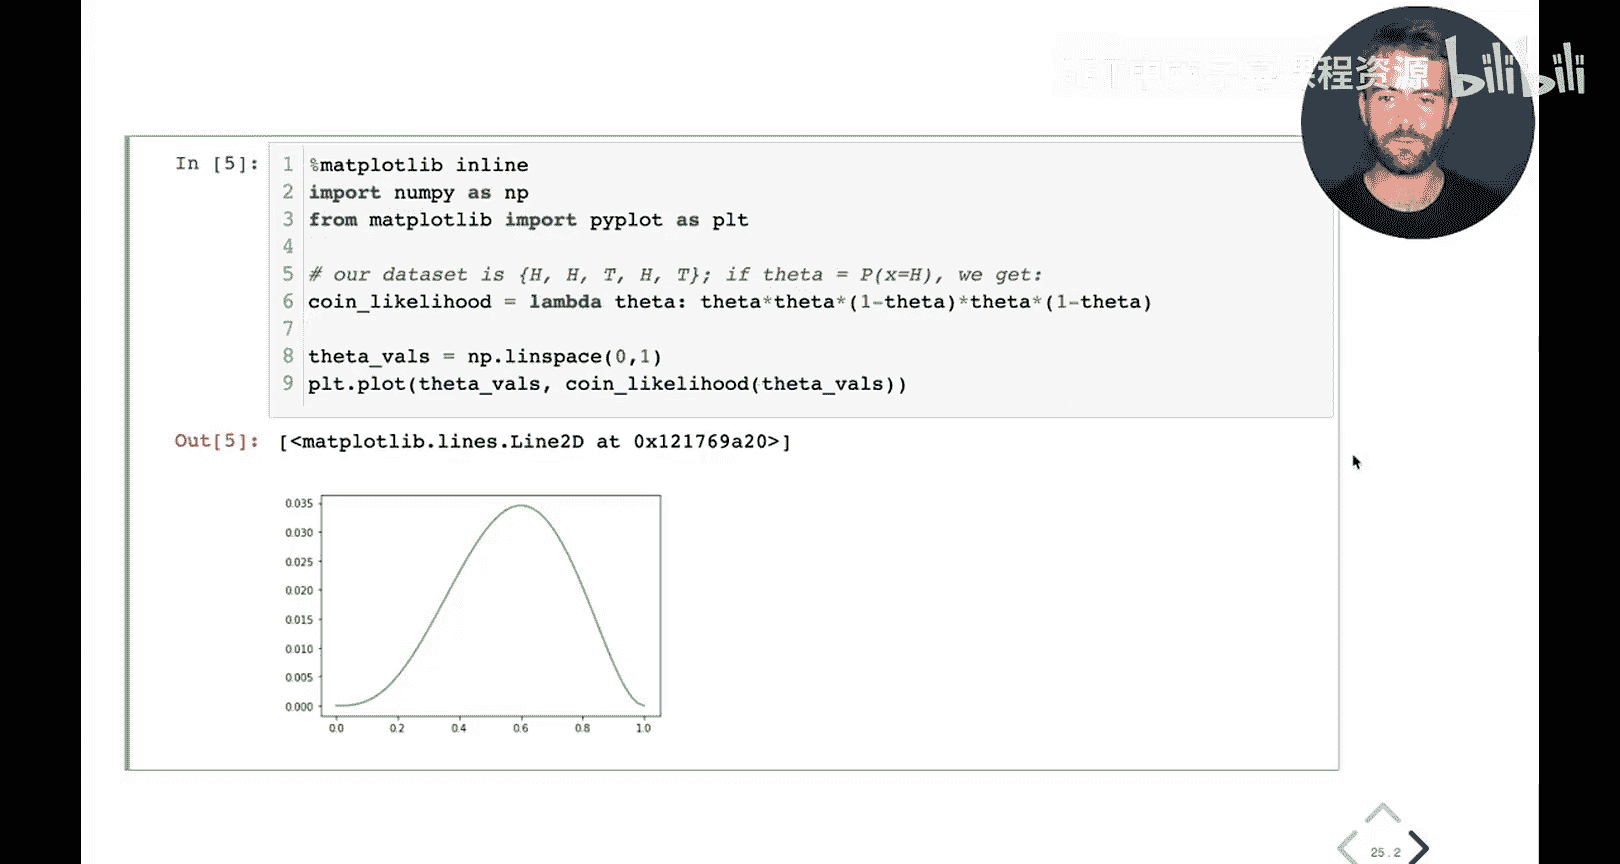 课程资源 bilibili
In [5]:
1 %matplotlib inline
2 import numpy as np
3 from matplotlib import pyplot as plt
4
5 # our dataset is {H, H, T, H, T}; if theta = P(x=H), we get:
6 coin_likelihood = lambda theta: theta*theta*(1-theta)*theta*(1-theta)
7
8 theta_vals = np.linspace(0,1)
9 plt.plot(theta_vals, coin_likelihood(theta_vals))
Out[5]: [<matplotlib.lines.Line2D at 0x121769a20>]
0.035
0.030
0.025
0.020
0.015
0.010
0.005
0.000
0.0 0.2 0.4 0.6 0.8 1.0
25.2